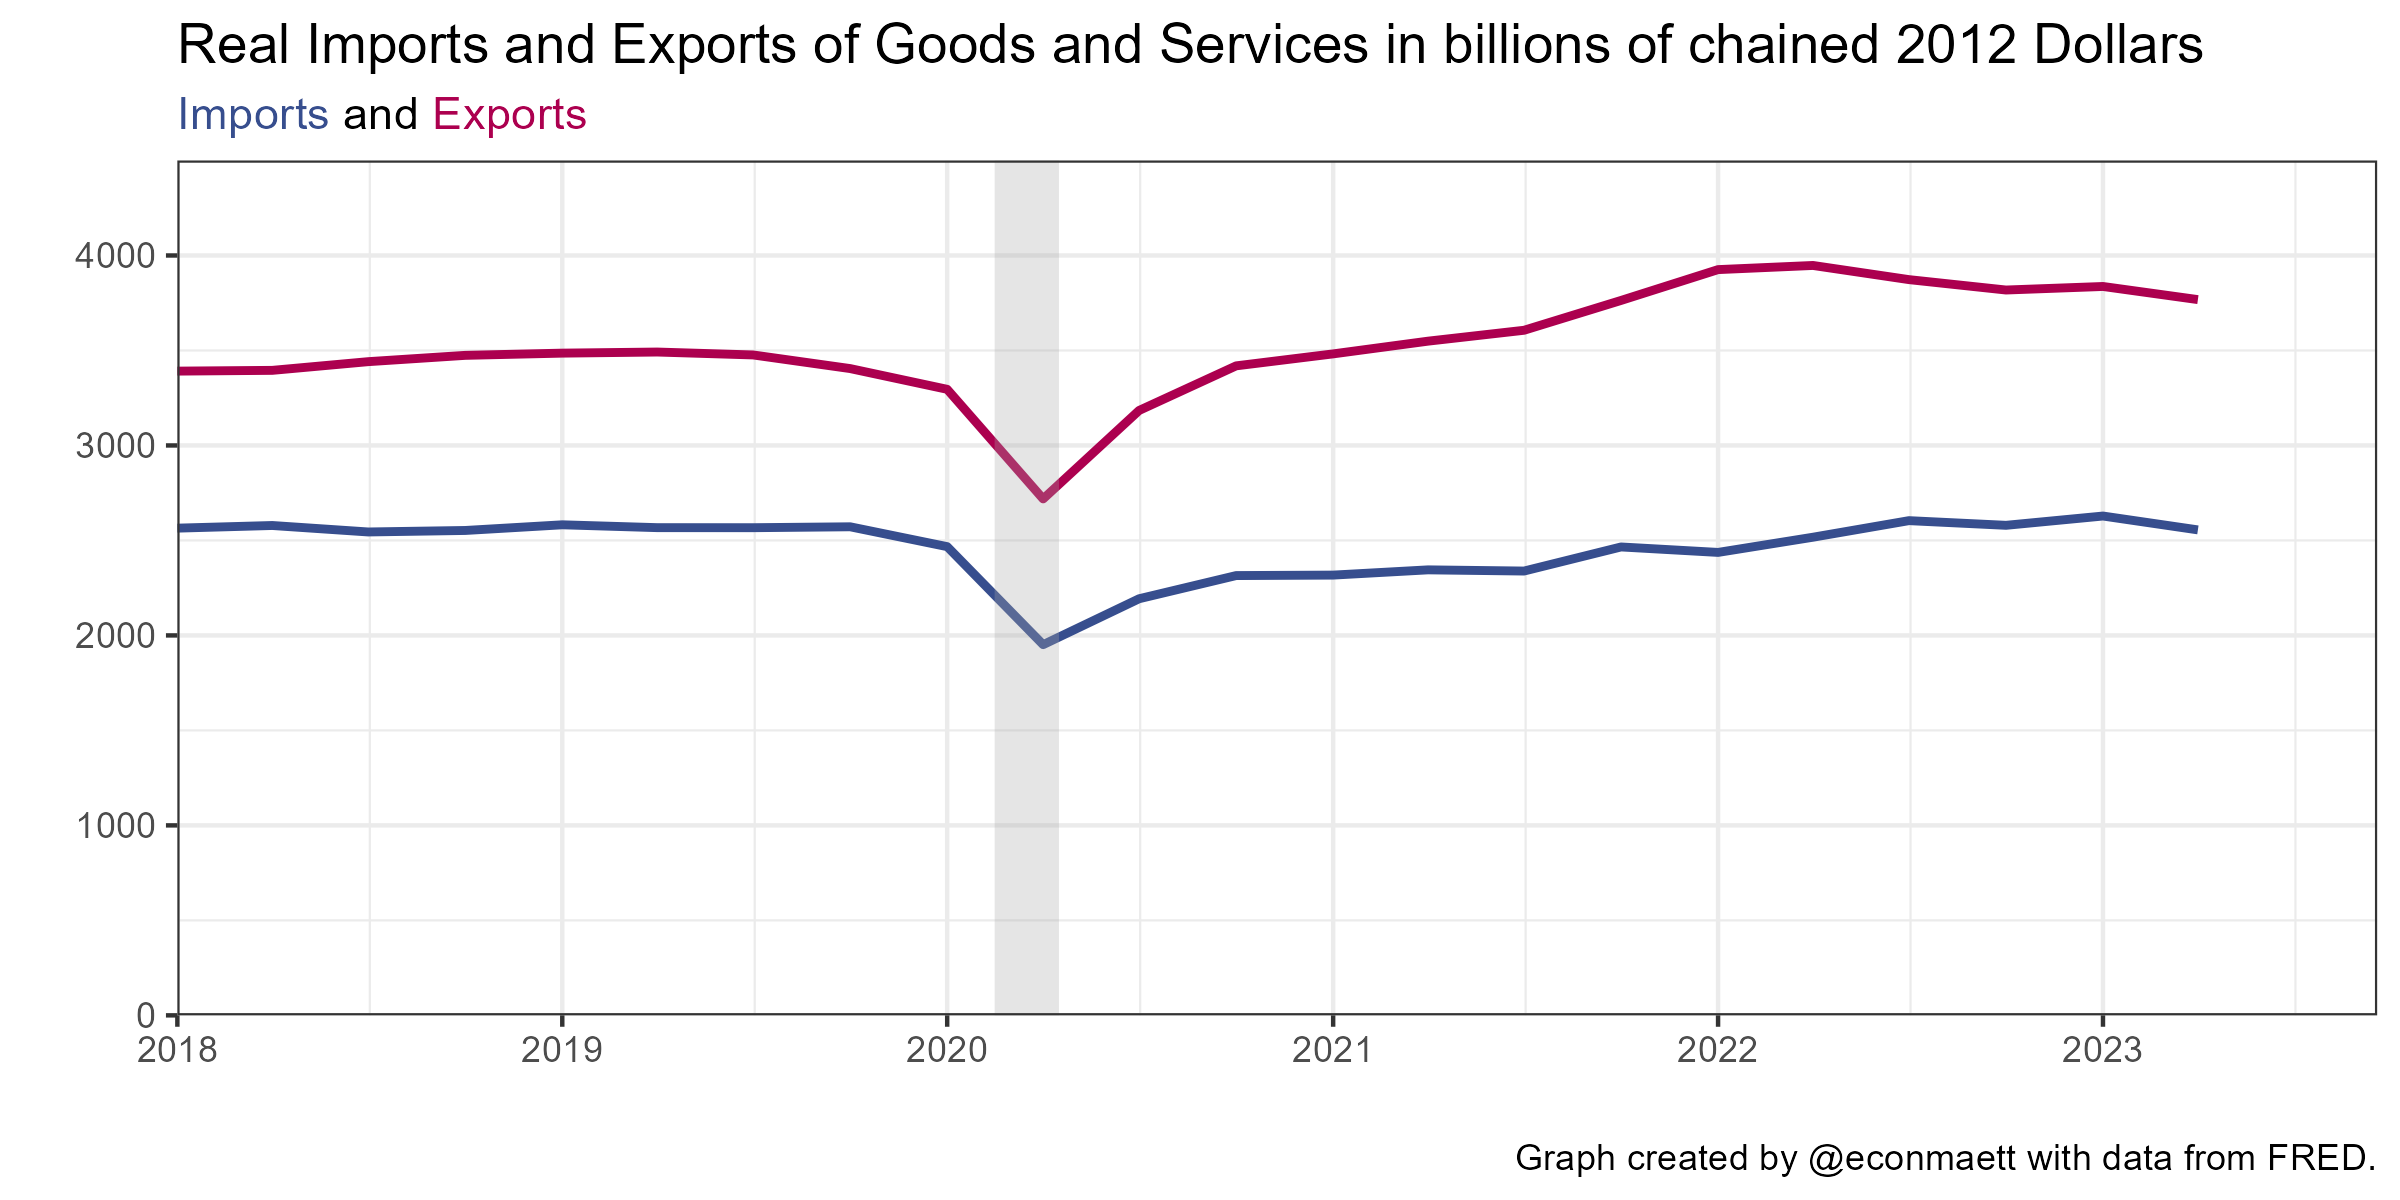 Real Imports and Exports of Goods and Services in billions of chained 2012 Dollars
Imports and Exports
4000
3000
2000
1000
0
2018 2019 2020 2021 2022 2023
Graph created by @econmaett with data from FRED.